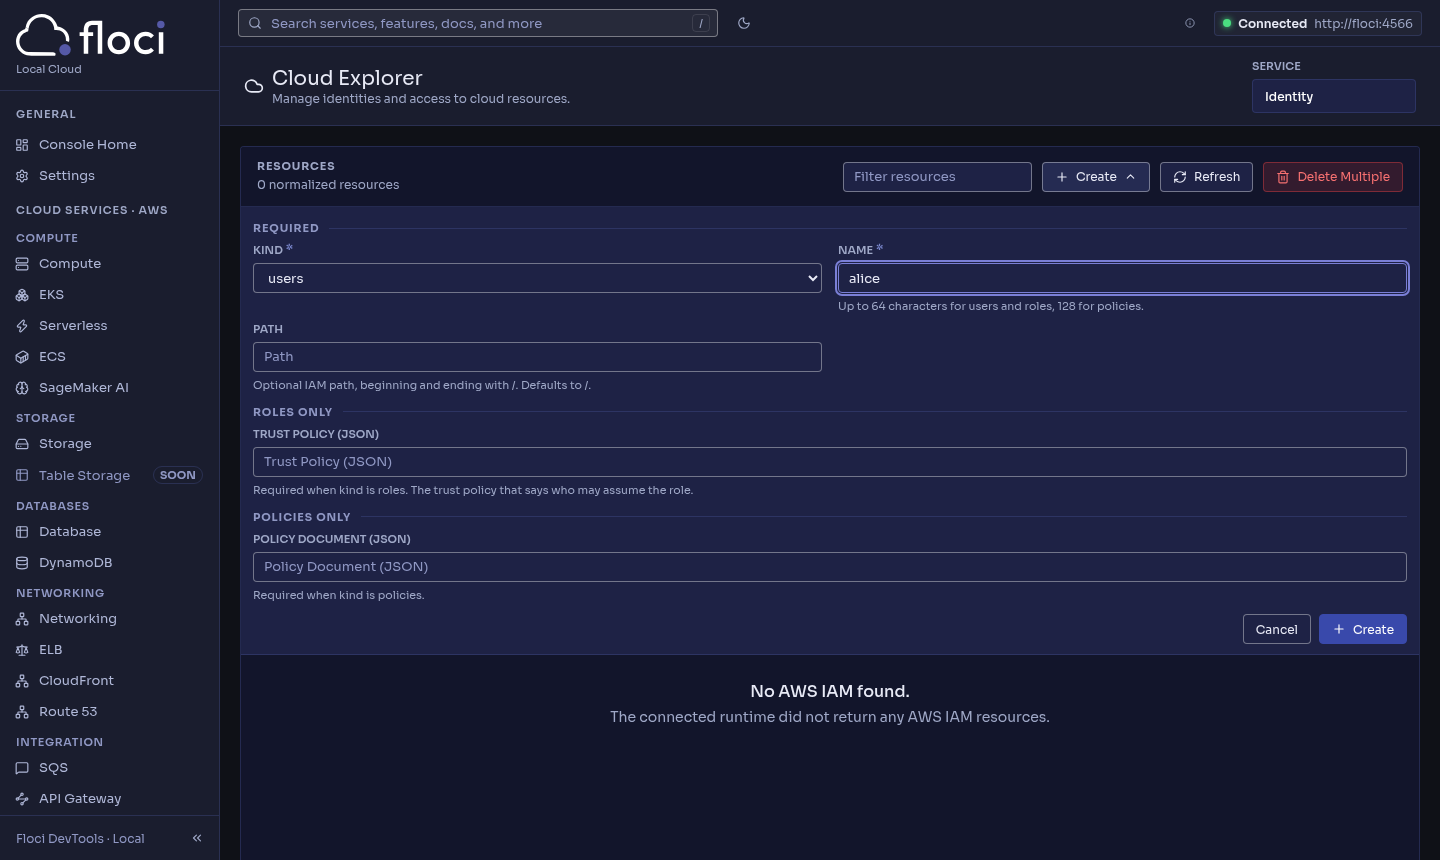 floci
Local Cloud
Search services, features, docs, and more
/
Connected http://floci:4566
Cloud Explorer
Manage identities and access to cloud resources.
SERVICE
Identity
GENERAL
Console Home
Settings
CLOUD SERVICES · AWS
COMPUTE
Compute
EKS
Serverless
ECS
SageMaker AI
STORAGE
Storage
Table Storage SOON
DATABASES
Database
DynamoDB
NETWORKING
Networking
ELB
CloudFront
Route 53
INTEGRATION
SQS
API Gateway
Floci DevTools · Local
RESOURCES
0 normalized resources
Filter resources
Create
Refresh
Delete Multiple
REQUIRED
KIND *
users
NAME *
alice
Up to 64 characters for users and roles, 128 for policies.
PATH
Path
Optional IAM path, beginning and ending with /. Defaults to /.
ROLES ONLY
TRUST POLICY (JSON)
Trust Policy (JSON)
Required when kind is roles. The trust policy that says who may assume the role.
POLICIES ONLY
POLICY DOCUMENT (JSON)
Policy Document (JSON)
Required when kind is policies.
Cancel
Create
No AWS IAM found.
The connected runtime did not return any AWS IAM resources.